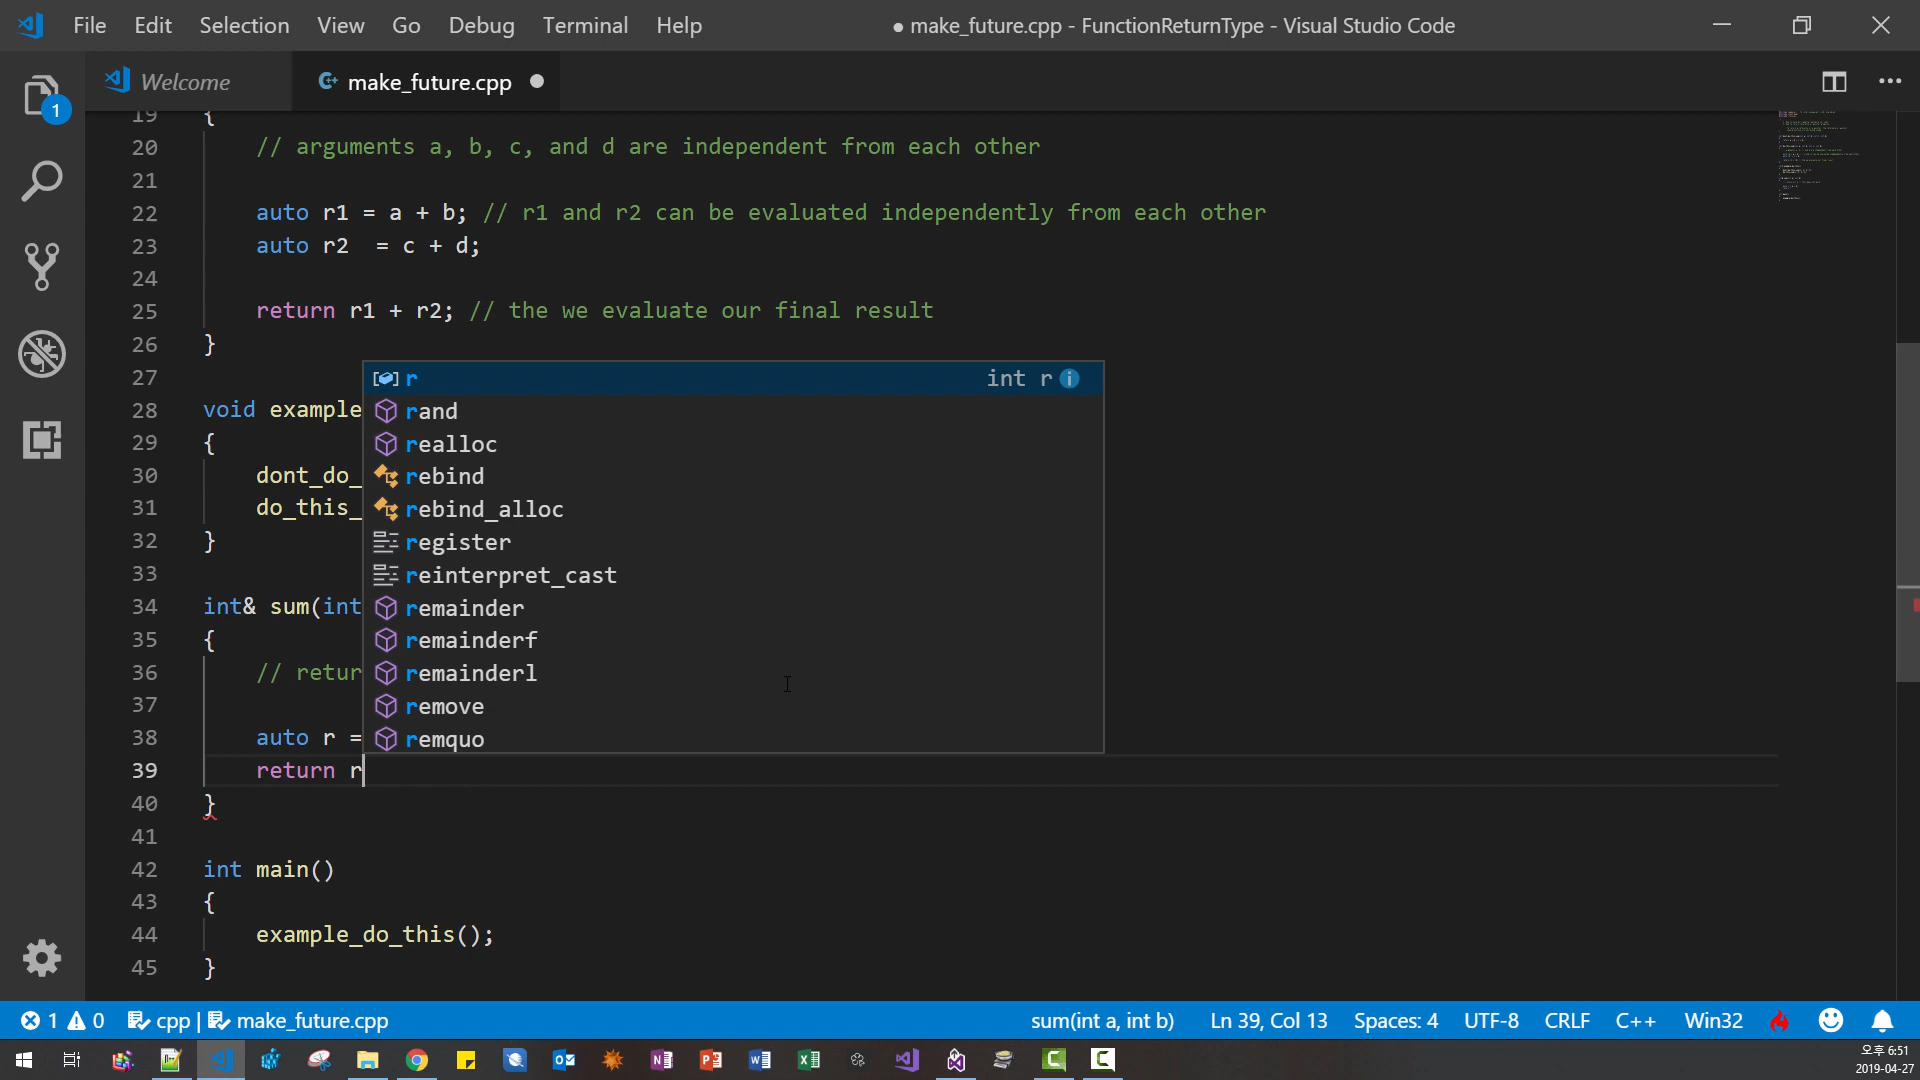 File Edit Selection View Go Debug Terminal Help ● make_future.cpp - FunctionReturnType - Visual Studio Code
1 Welcome make_future.cpp
19 {
20 // arguments a, b, c, and d are independent from each other
21
22 auto r1 = a + b; // r1 and r2 can be evaluated independently from each other
23 auto r2  = c + d;
24
25 return r1 + r2; // the we evaluate our final result
26 }
27
r int r
28 void example
rand
29 {
realloc
30 dont_do_
rebind
31 do_this_
rebind_alloc
32 }
register
33
reinterpret_cast
34 int& sum(int
remainder
35 {
remainderf
36 // retur
remainderl
37
remove
38 auto r =
remquo
39 return r
40 }
41
42 int main()
43 {
44 example_do_this();
45 }
1 0 cpp | make_future.cpp sum(int a, int b) Ln 39, Col 13 Spaces: 4 UTF-8 CRLF C++ Win32
오후 6:51
2019-04-27